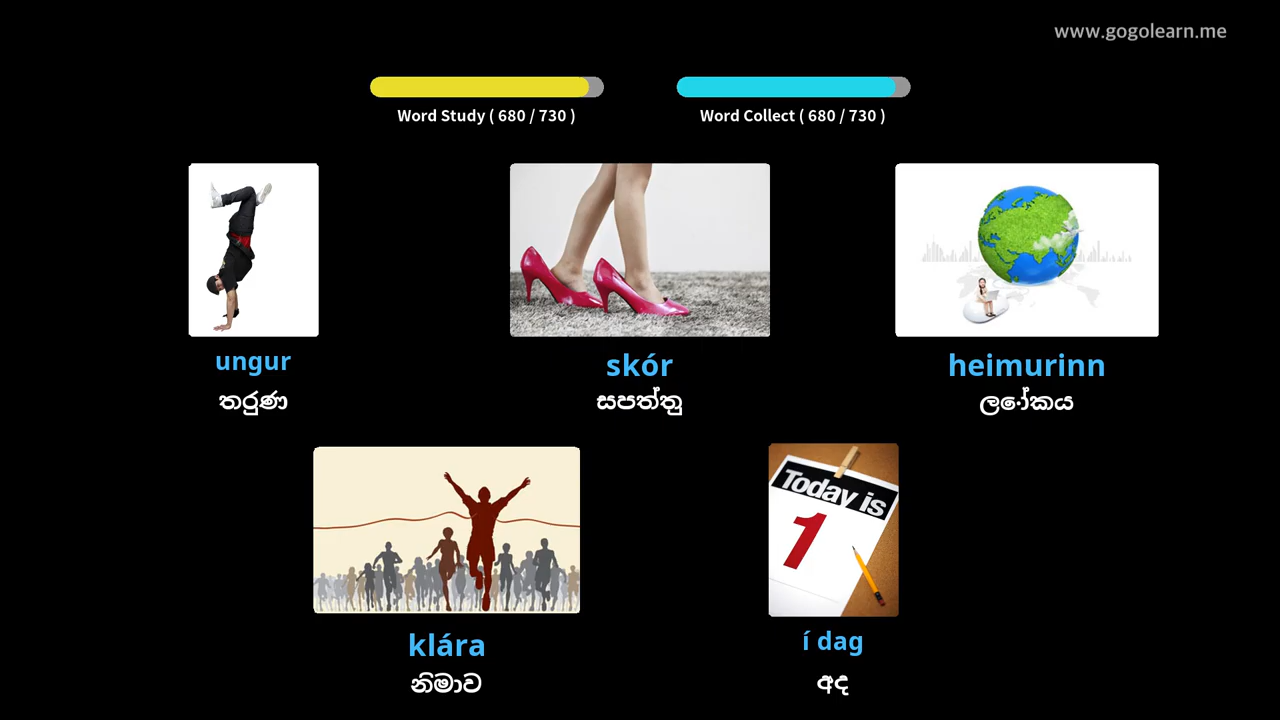 www.gogolearn.me
Word Study ( 680 / 730 )
Word Collect ( 680 / 730 )
ungur
තරුණ
skór
සපත්තු
heimurinn
ලෝකය
Today is
1
klára
නිමාව
í dag
අද